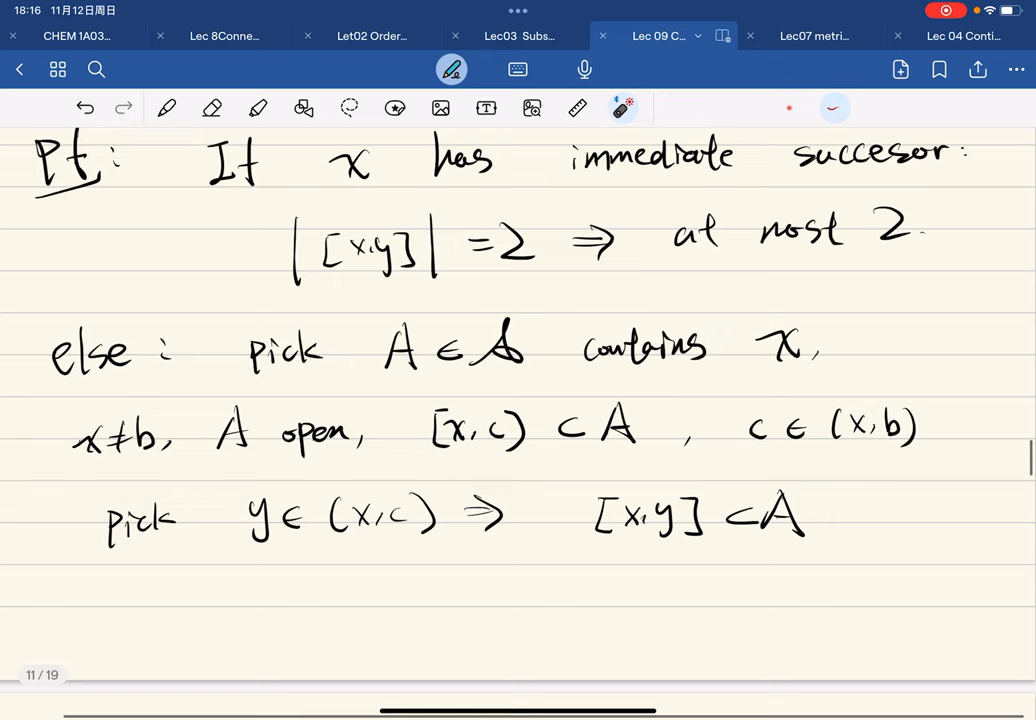 18:16 11月12日周日
CHEM 1A03... Lec 8Conne... Let02 Order... Lec03 Subs... Lec 09 C... Lec07 metri... Lec 04 Conti...
Pf: If x has immediate succesor:
|[x,y]| =2 ⇒ at most 2.
else: pick A ∈ 𝒜 contains x,
x≠b, A open, [x,c) ⊂ A , c ∈ (x,b)
pick y ∈ (x,c) ⇒ [x,y] ⊂ A
11 / 19